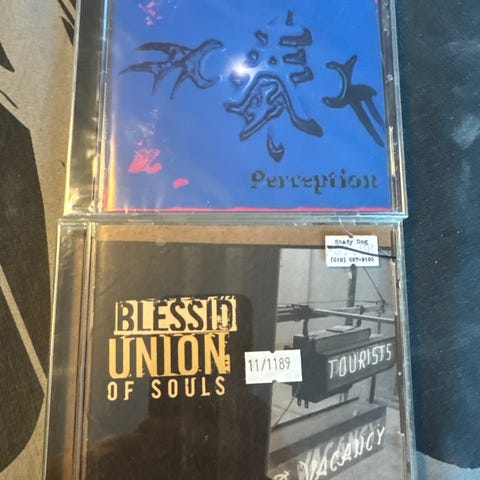 Perception
Shady Dog
BLESSID
UNION
OF SOULS
11/1189
TOURISTS
VACANCY